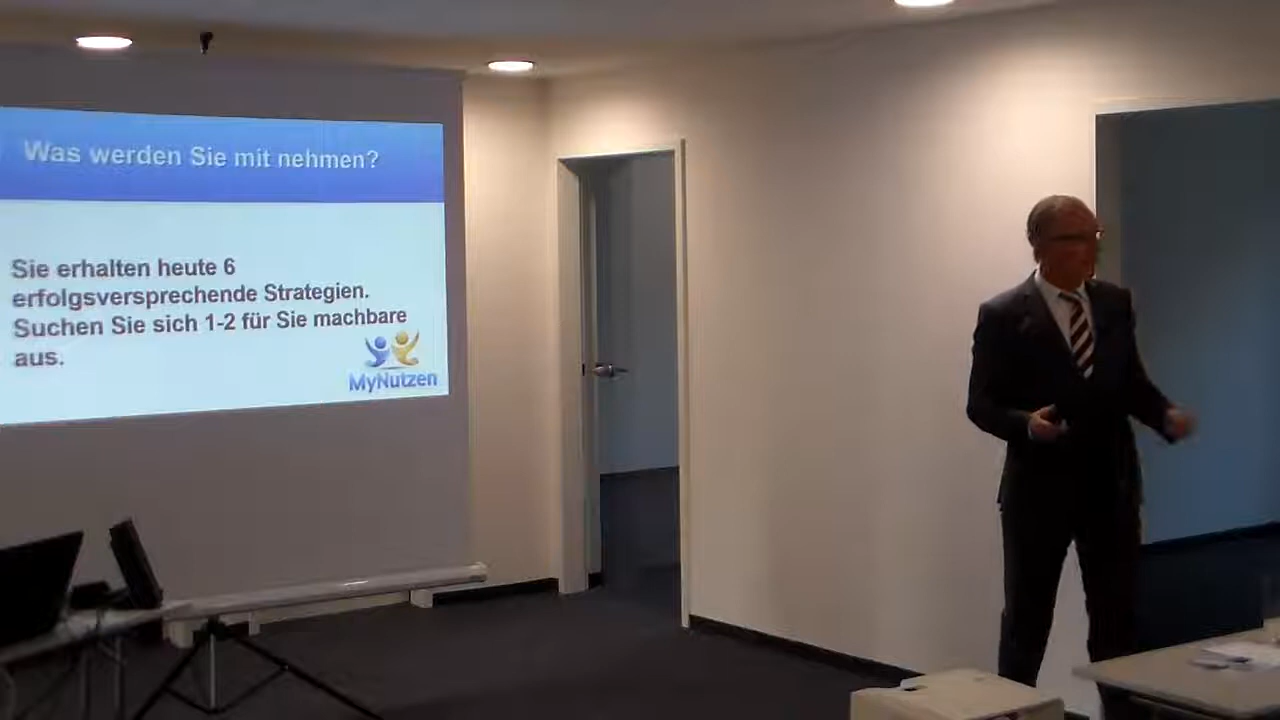 Was werden Sie mit nehmen?
Sie erhalten heute 6
erfolgsversprechende Strategien.
Suchen Sie sich 1-2 für Sie machbare
aus.
MyNutzen